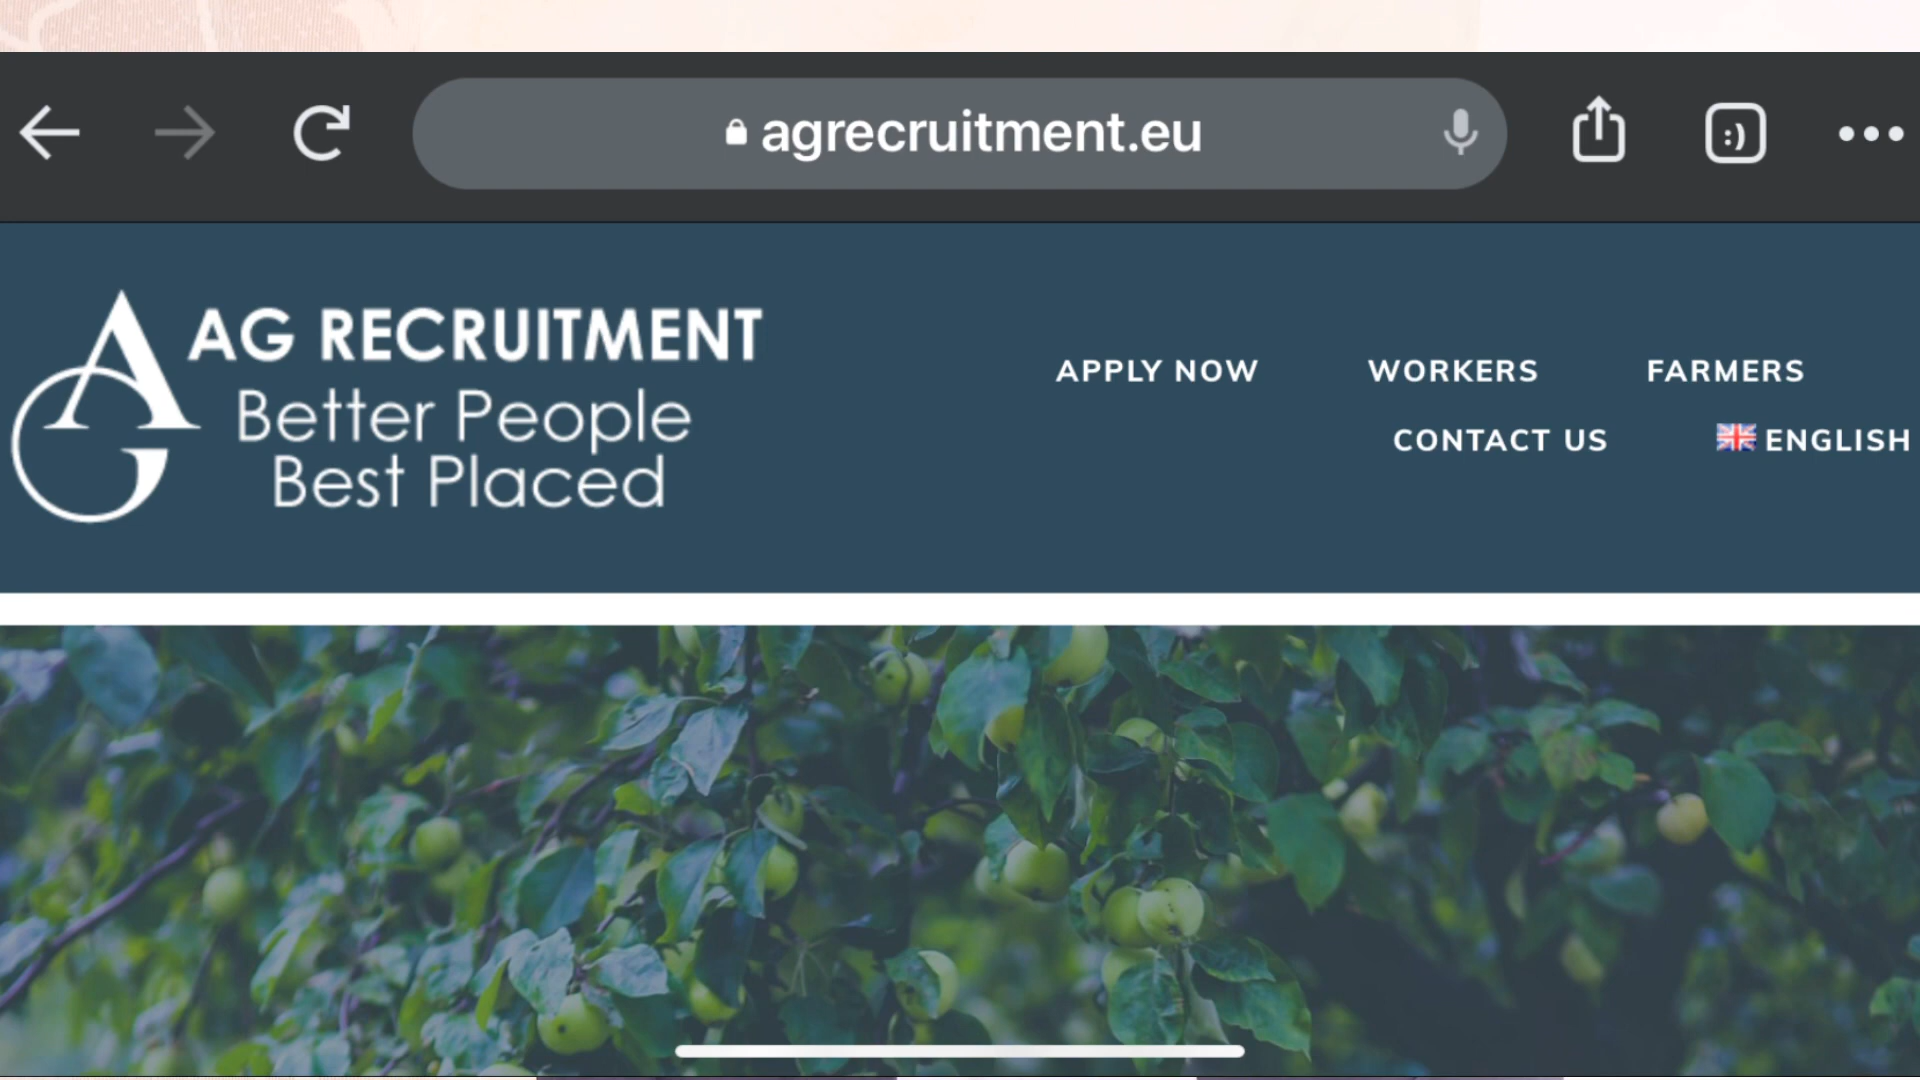 agrecruitment.eu
:)
AG RECRUITMENT
Better People
Best Placed
APPLY NOW WORKERS FARMERS
CONTACT US ENGLISH